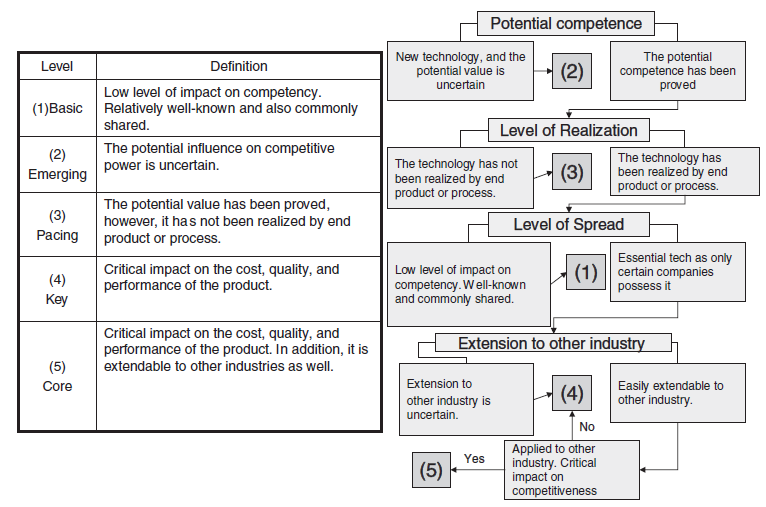 Level Definition
(1)Basic
Low level of impact on competency.
Relatively well-known and also commonly
shared.
(2)
Emerging
The potential influence on competitive
power is uncertain.
(3)
Pacing
The potential value has been proved,
however, it has not been realized by end
product or process.
(4)
Key
Critical impact on the cost, quality, and
performance of the product.
(5)
Core
Critical impact on the cost, quality, and
performance of the product. In addition, it is
extendable to other industries as well.
Potential competence
New technology, and the
potential value is
uncertain
(2)
The potential
competence has been
proved
Level of Realization
The technology has not
been realized by end
product or process.
(3)
The technology has
been realized by end
product or process.
Level of Spread
Low level of impact on
competency. Well-known
and commonly shared.
(1)
Essential tech as only
certain companies
possess it
Extension to other industry
Extension to
other industry is
uncertain.
(4)
Easily extendable to
other industry.
No
Applied to other
industry. Critical
impact on
competitiveness
Yes
(5)